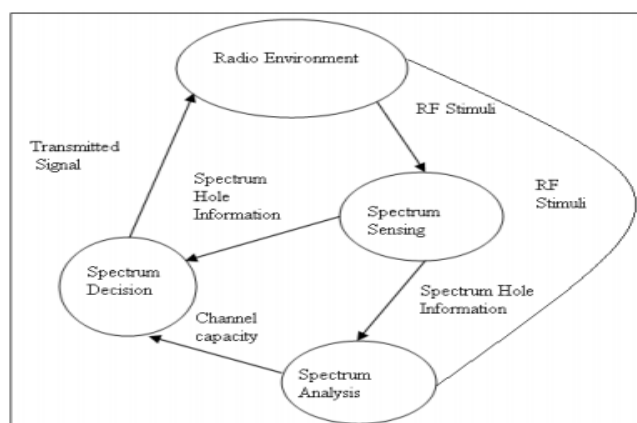 Radio Environment
RF Stimuli
Transmitted
Signal
Spectrum
Hole
Information
RF
Stimuli
Spectrum
Sensing
Spectrum
Decision
Spectrum Hole
Information
Channel
capacity
Spectrum
Analysis